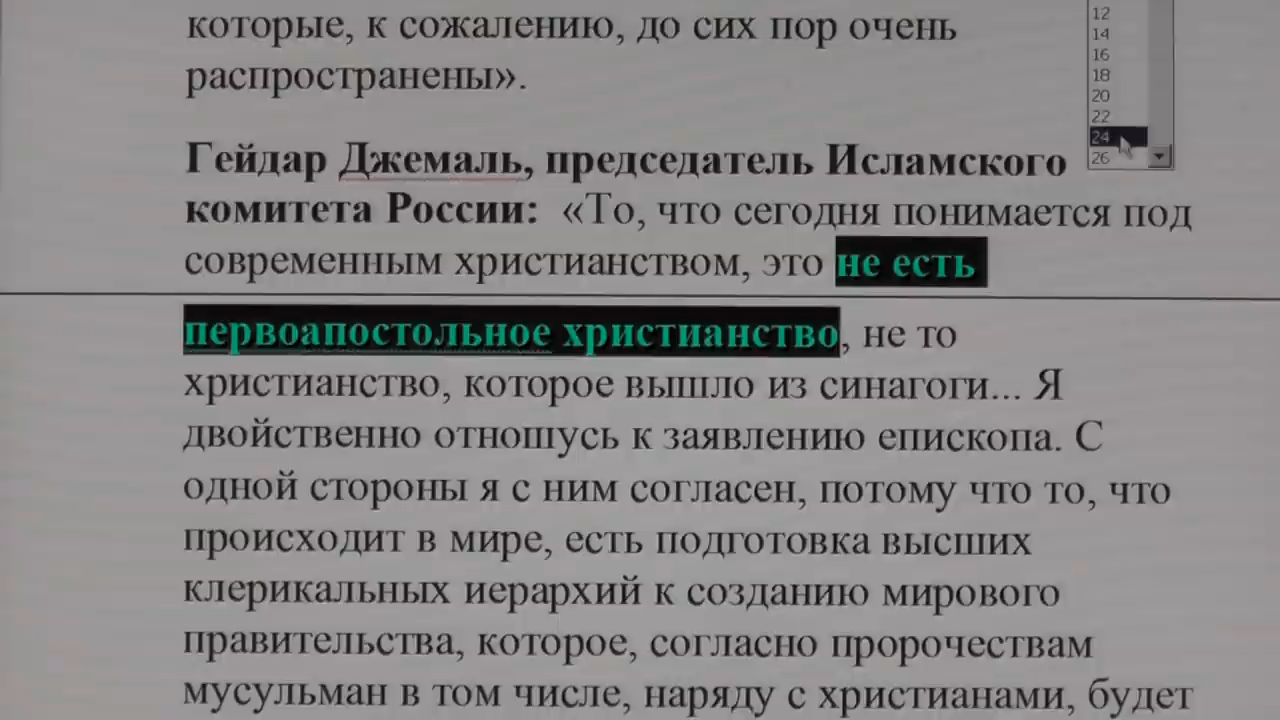 которые, к сожалению, до сих пор очень
распространены».
Гейдар Джемаль, председатель Исламского
комитета России: «То, что сегодня понимается под
современным христианством, это не есть
первоапостольное христианство, не то
христианство, которое вышло из синагоги... Я
двойственно отношусь к заявлению епископа. С
одной стороны я с ним согласен, потому что то, что
происходит в мире, есть подготовка высших
клерикальных иерархий к созданию мирового
правительства, которое, согласно пророчествам
мусульман в том числе, наряду с христианами, будет
12
14
16
18
20
22
24
26